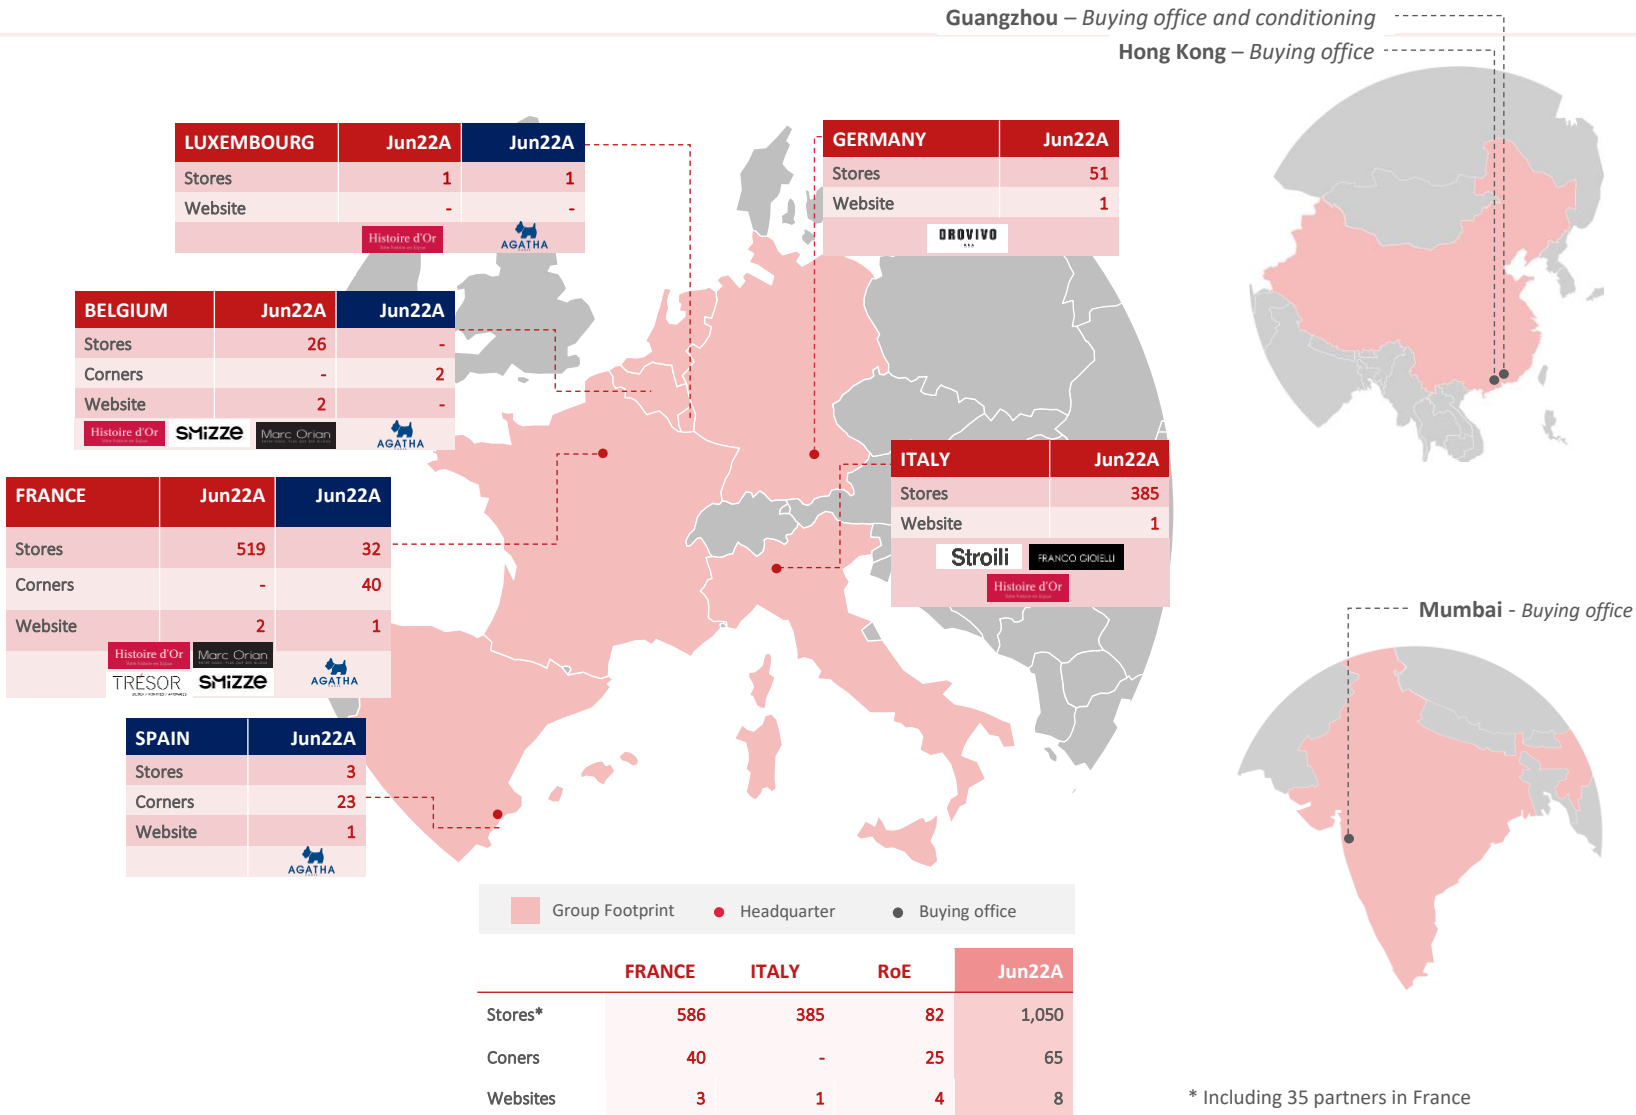 Guangzhou – Buying office and conditioning
Hong Kong – Buying office
LUXEMBOURG Jun22A Jun22A
Stores 1 1
Website - -
Histoire d'Or AGATHA
GERMANY Jun22A
Stores 51
Website 1
OROVIVO
BELGIUM Jun22A Jun22A
Stores 26 -
Corners - 2
Website 2 -
Histoire d'Or SMizze Marc Orian AGATHA
FRANCE Jun22A Jun22A
Stores 519 32
Corners - 40
Website 2 1
Histoire d'Or Marc Orian
TRÉSOR SMizze AGATHA
ITALY Jun22A
Stores 385
Website 1
Stroili FRANCO GIOIELLI
Histoire d'Or
SPAIN Jun22A
Stores 3
Corners 23
Website 1
AGATHA
Mumbai - Buying office
Group Footprint Headquarter Buying office
FRANCE ITALY RoE Jun22A
Stores* 586 385 82 1,050
Coners 40 - 25 65
Websites 3 1 4 8
* Including 35 partners in France